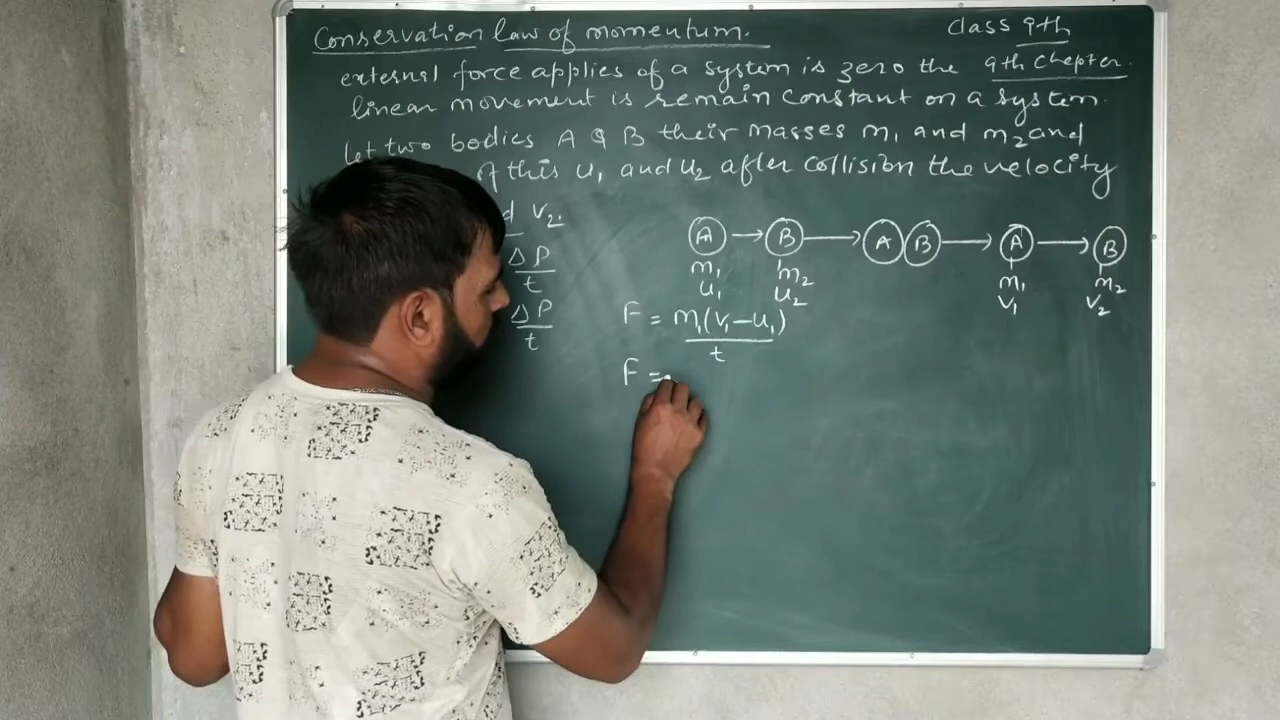 Conservation law of momentum.
Class 9th
external force applies of a system is zero the 9th Chepter.
linear movement is remain Constant on a system.
Let two bodies A & B their masses m₁ and m₂ and
of this u₁ and u₂ after collision the velocity
d v₂.
A B A B A B
m₁ m₂ m₁ m₂
u₁ u₂ v₁ v₂
ΔP
t
ΔP
t
F = m₁(v₁-u₁)
t
F =